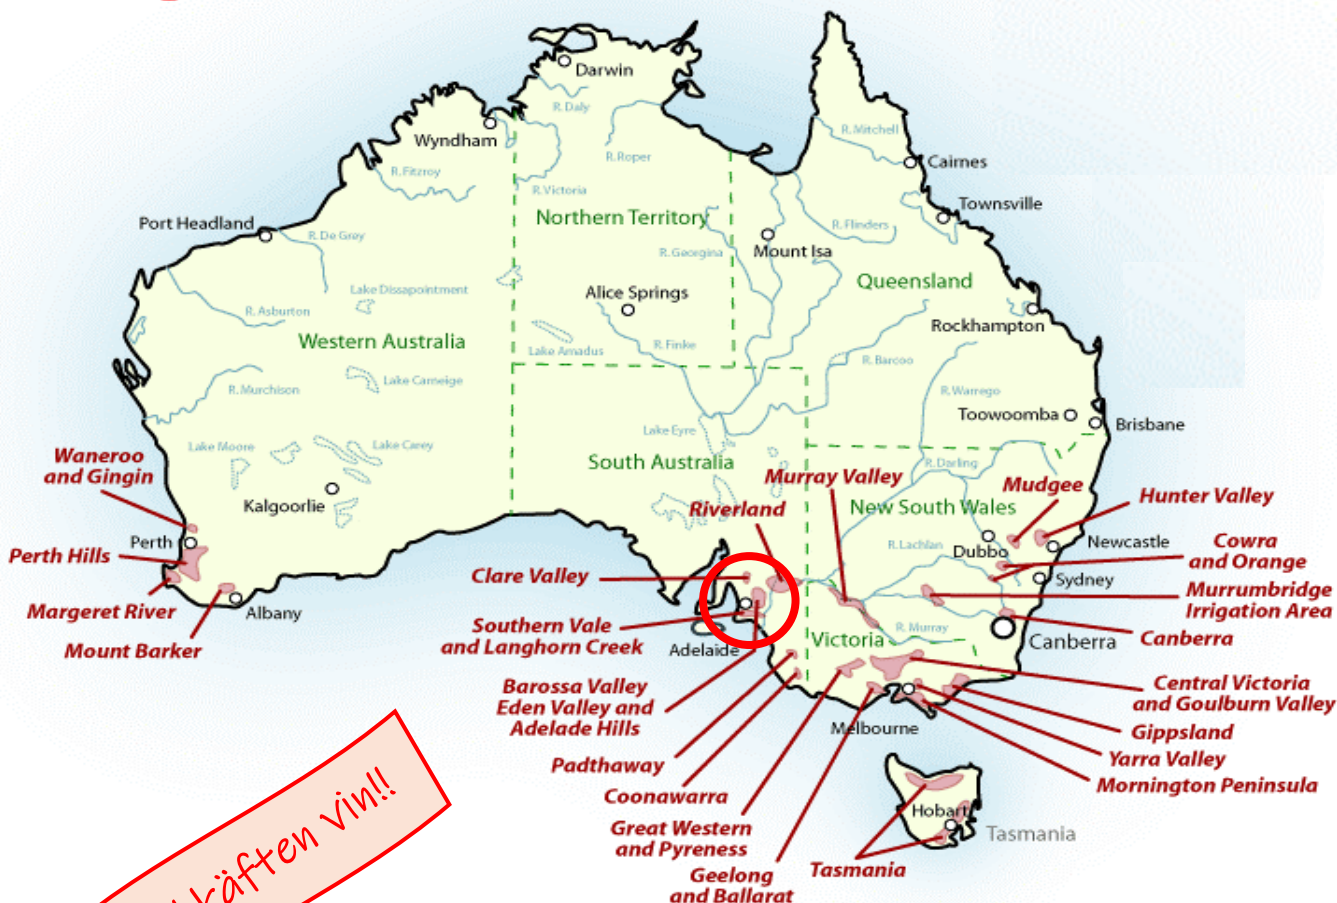 Darwin
R. Daly
Wyndham
R. Mitchell
R. Roper
Cairnes
R. Fitzroy
R. Victoria
Townsville
Northern Territory
Port Headland
R. De Grey
R. Flinders
R. Georgina
Mount Isa
Queensland
Lake Dissapointment
Alice Springs
R. Asburton
Rockhampton
Western Australia
R. Finke
Lake Amadus
R. Barcoo
Lake Carneige
R. Murchison
R. Warrego
Toowoomba
Brisbane
Lake Eyre
Lake Moore
Lake Carey
Waneroo
and Gingin
South Australia
R. Darling
Murray Valley
Mudgee
Hunter Valley
Kalgoorlie
Riverland
New South Wales
Perth
R. Lachlan
Dubbo
Newcastle
Cowra
and Orange
Perth Hills
Clare Valley
Sydney
Margeret River
Albany
Murrumbridge
Irrigation Area
Southern Vale
and Langhorn Creek
Adelaide
Victoria
R. Murray
Canberra
Canberra
Mount Barker
Barossa Valley
Eden Valley and
Adelade Hills
Central Victoria
and Goulburn Valley
Melbourne
Gippsland
Padthaway
Yarra Valley
Coonawarra
Mornington Peninsula
Great Western
and Pyreness
Hobart
Tasmania
Geelong
and Ballarat
Tasmania
käften vin!!